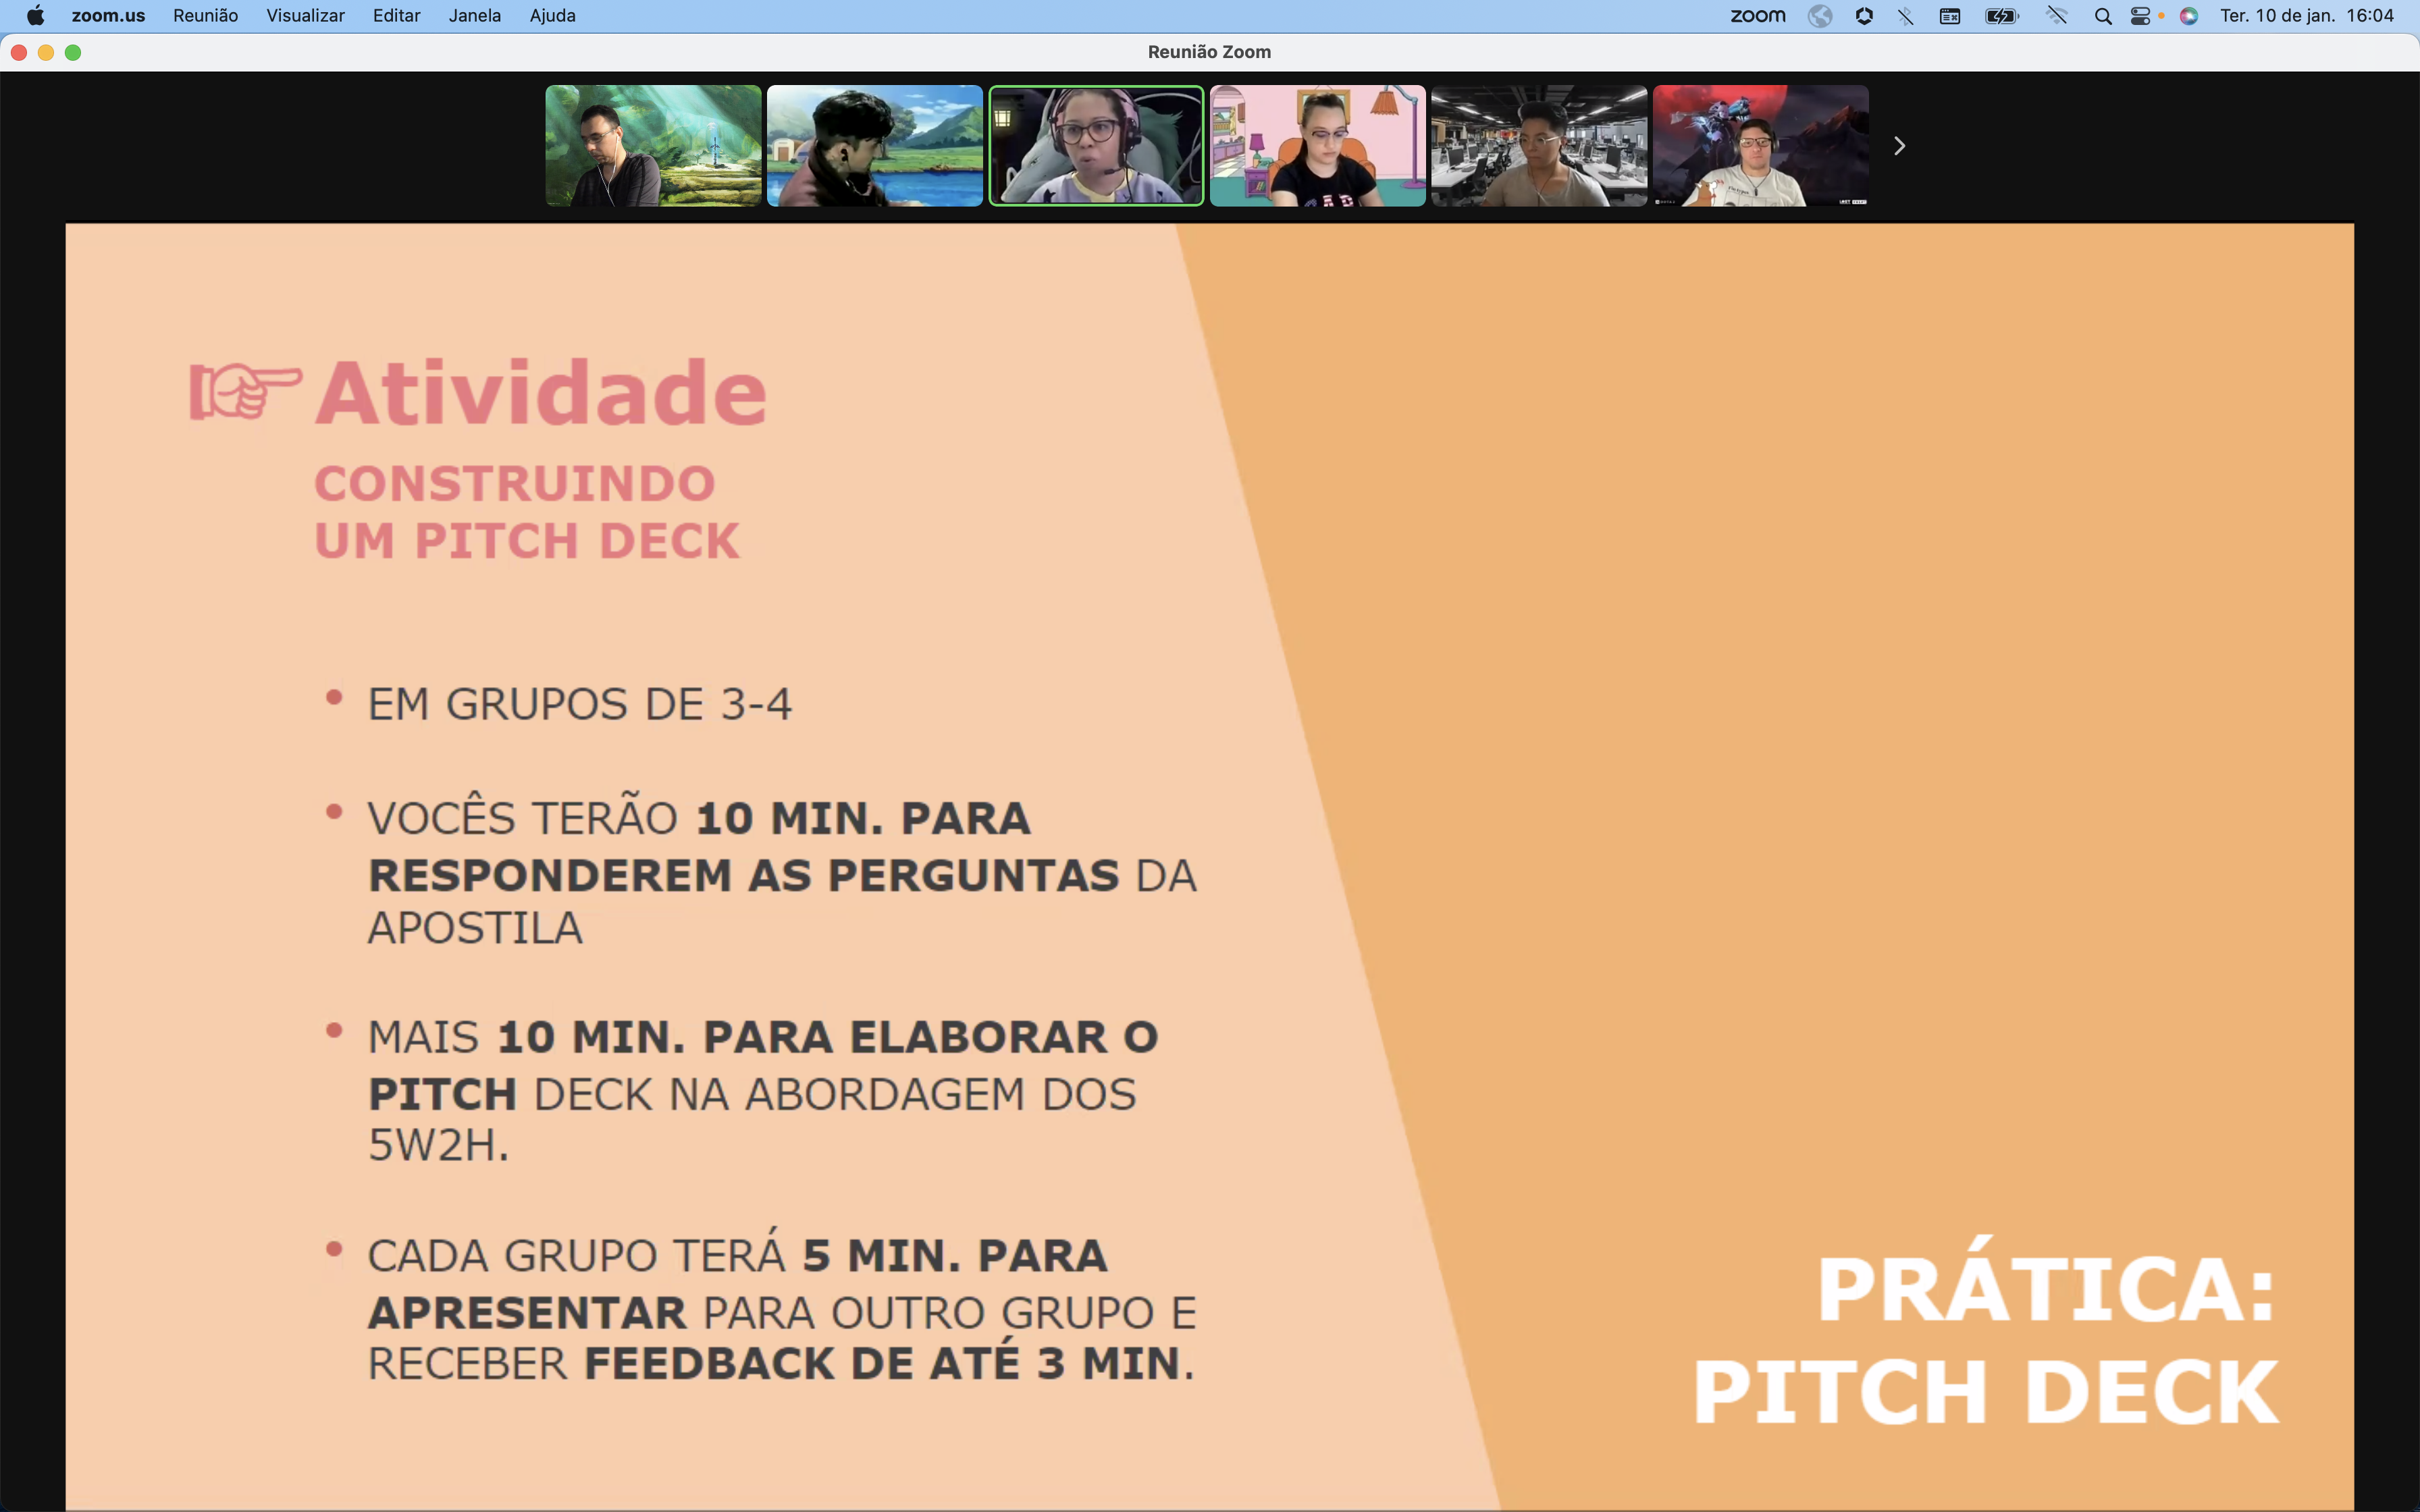 zoom.us Reunião Visualizar Editar Janela Ajuda zoom Ter. 10 de jan. 16:04
Reunião Zoom
Atividade
CONSTRUINDO
UM PITCH DECK
• EM GRUPOS DE 3-4
• VOCÊS TERÃO 10 MIN. PARA
RESPONDEREM AS PERGUNTAS DA
APOSTILA
• MAIS 10 MIN. PARA ELABORAR O
PITCH DECK NA ABORDAGEM DOS
5W2H.
• CADA GRUPO TERÁ 5 MIN. PARA
APRESENTAR PARA OUTRO GRUPO E
RECEBER FEEDBACK DE ATÉ 3 MIN.
PRÁTICA:
PITCH DECK